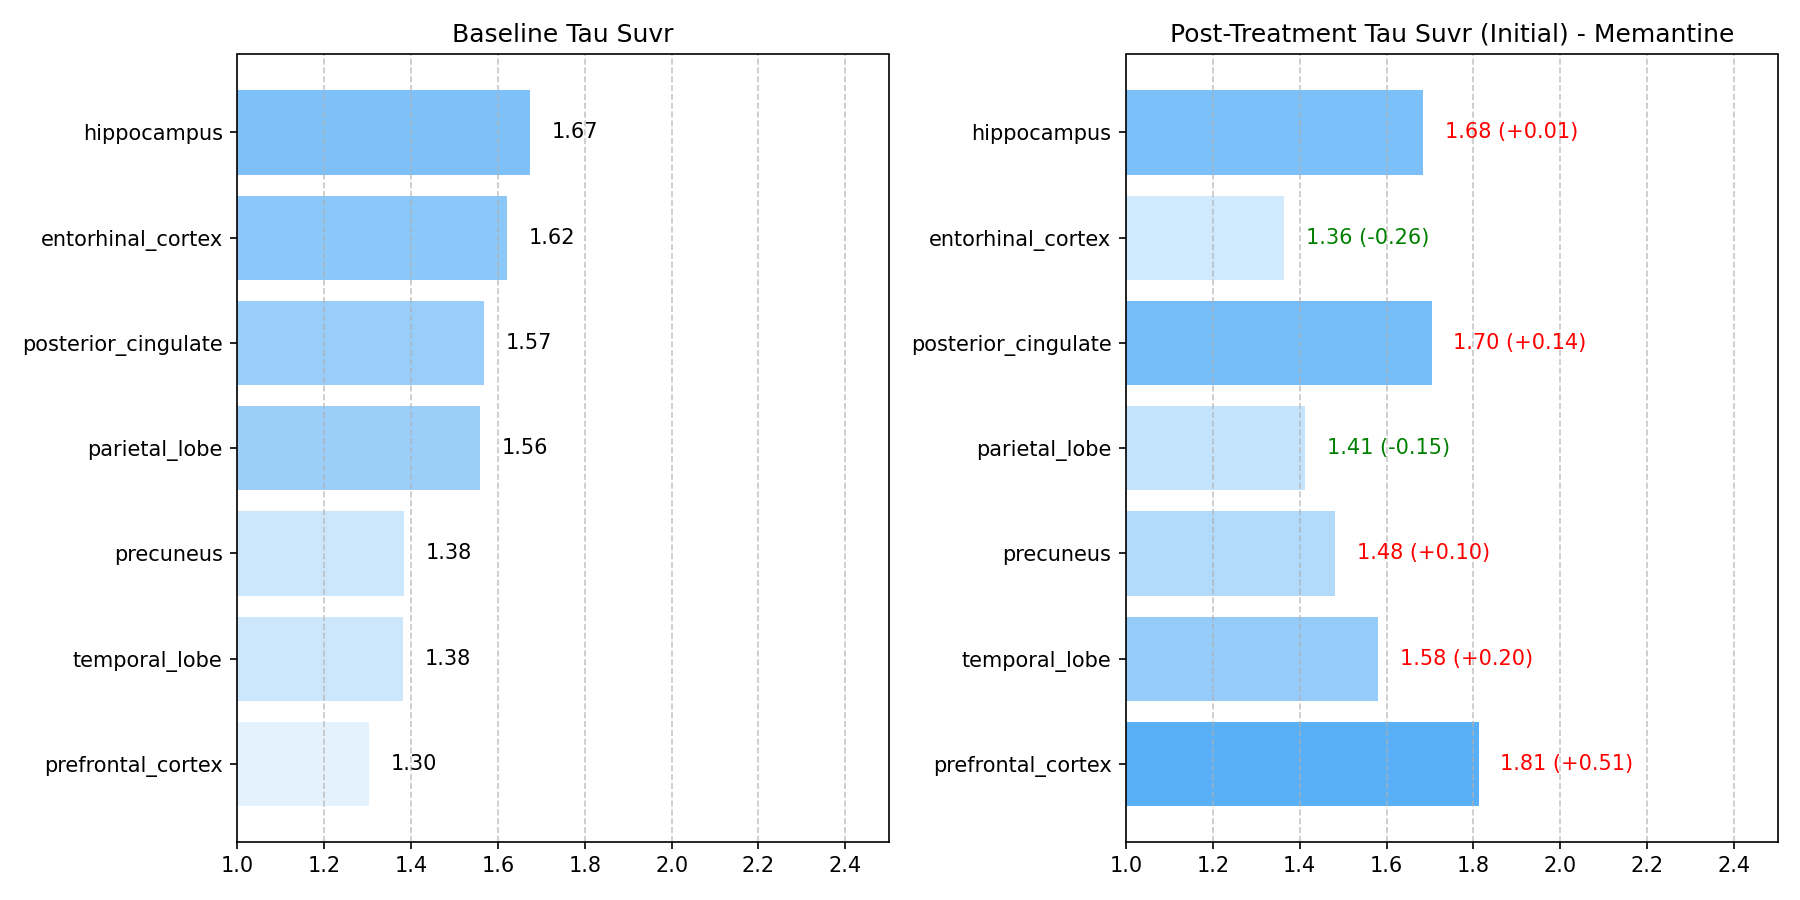 Baseline Tau Suvr
hippocampus
1.67
entorhinal_cortex
1.62
posterior_cingulate
1.57
parietal_lobe
1.56
precuneus
1.38
temporal_lobe
1.38
prefrontal_cortex
1.30
1.0 1.2 1.4 1.6 1.8 2.0 2.2 2.4
Post-Treatment Tau Suvr (Initial) - Memantine
hippocampus
1.68 (+0.01)
entorhinal_cortex
1.36 (-0.26)
posterior_cingulate
1.70 (+0.14)
parietal_lobe
1.41 (-0.15)
precuneus
1.48 (+0.10)
temporal_lobe
1.58 (+0.20)
prefrontal_cortex
1.81 (+0.51)
1.0 1.2 1.4 1.6 1.8 2.0 2.2 2.4